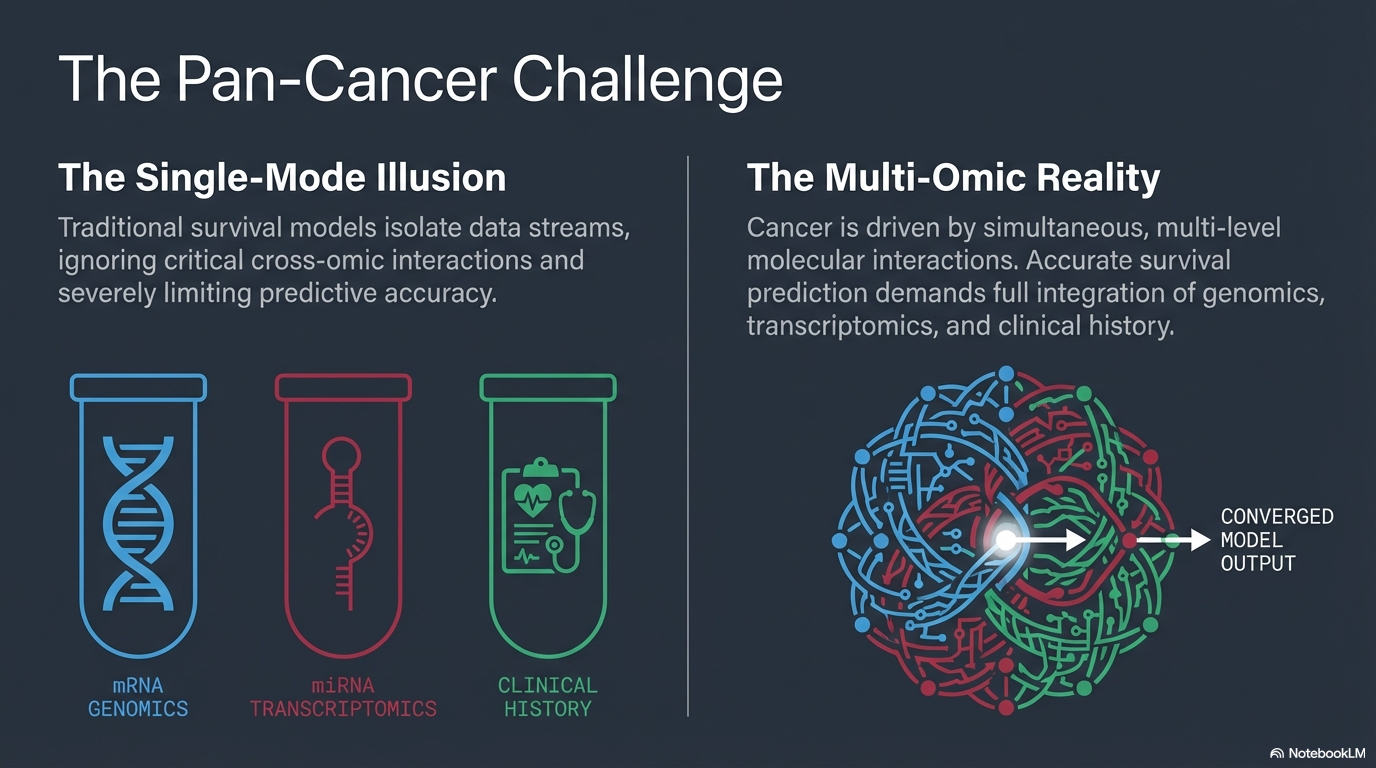 The Pan-Cancer Challenge
The Single-Mode Illusion
Traditional survival models isolate data streams,
ignoring critical cross-omic interactions and
severely limiting predictive accuracy.
mRNA
GENOMICS
miRNA
TRANSCRIPTOMICS
CLINICAL
HISTORY
The Multi-Omic Reality
Cancer is driven by simultaneous, multi-level
molecular interactions. Accurate survival
prediction demands full integration of genomics,
transcriptomics, and clinical history.
CONVERGED
MODEL
OUTPUT
NotebookLM